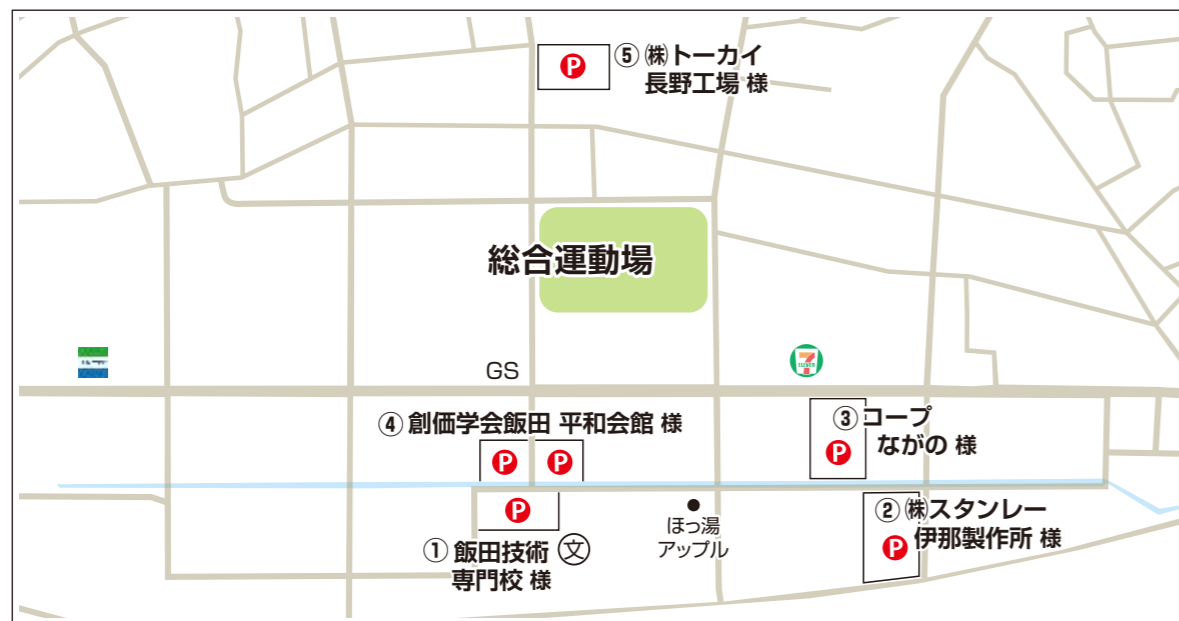 P
⑤ ㈱トーカイ
長野工場 様
総合運動場
7
ELEVEN
GS
④ 創価学会飯田 平和会館 様
P P
③ コープ
ながの 様
P
P
① 飯田技術 文
専門校 様
ほっ湯
アップル
② ㈱スタンレー
伊那製作所 様
P